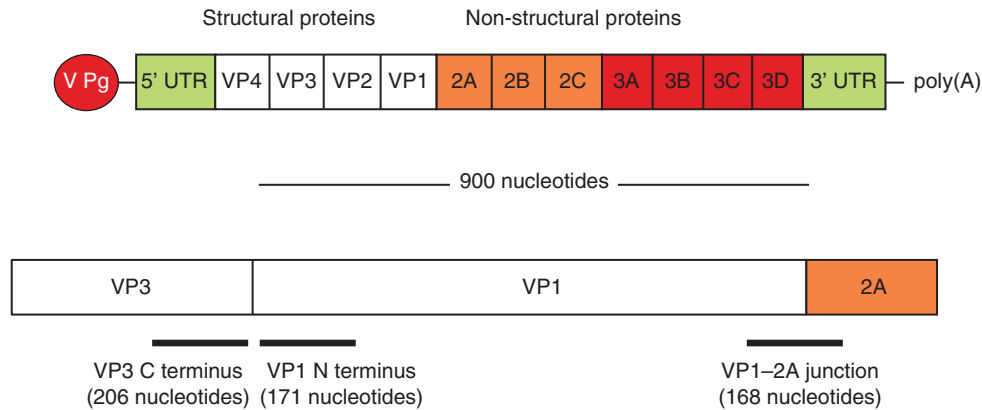 Structural proteins Non-structural proteins
V Pg 5' UTR VP4 VP3 VP2 VP1 2A 2B 2C 3A 3B 3C 3D 3' UTR poly(A)
900 nucleotides
VP3 VP1 2A
VP3 C terminus VP1 N terminus VP1–2A junction
(206 nucleotides) (171 nucleotides) (168 nucleotides)